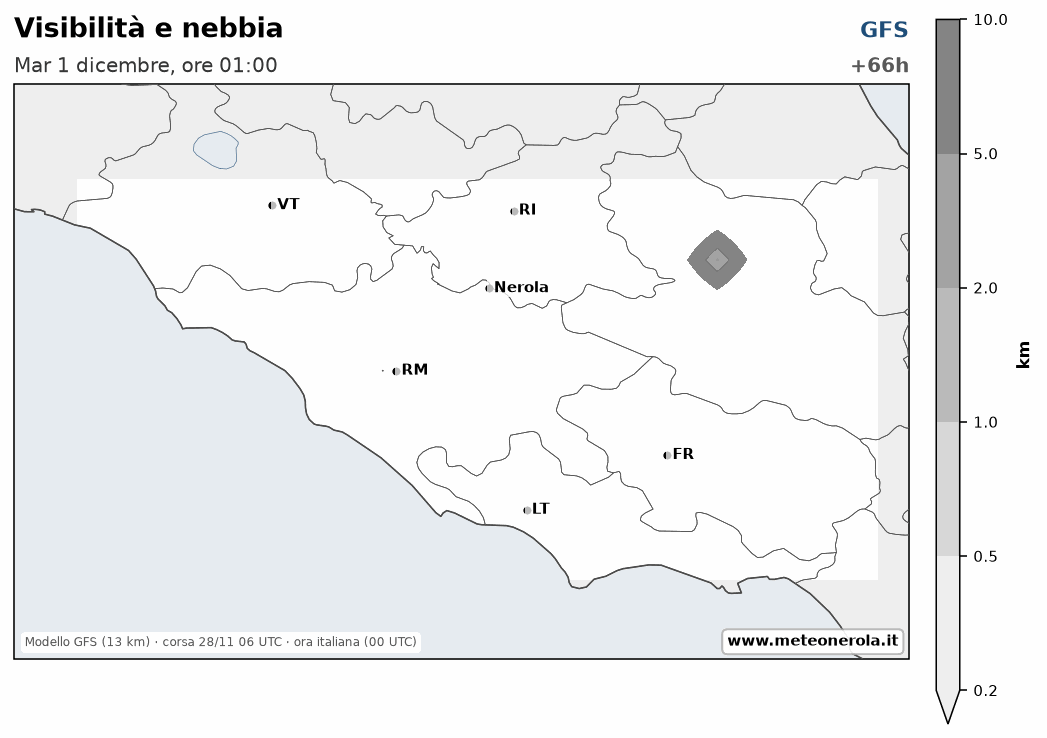 Visibilità e nebbia
GFS
Mar 1 dicembre, ore 01:00
+66h
10.0
5.0
2.0
1.0
0.5
0.2
km
VT
RI
Nerola
RM
FR
LT
Modello GFS (13 km) · corsa 28/11 06 UTC · ora italiana (00 UTC)
www.meteonerola.it